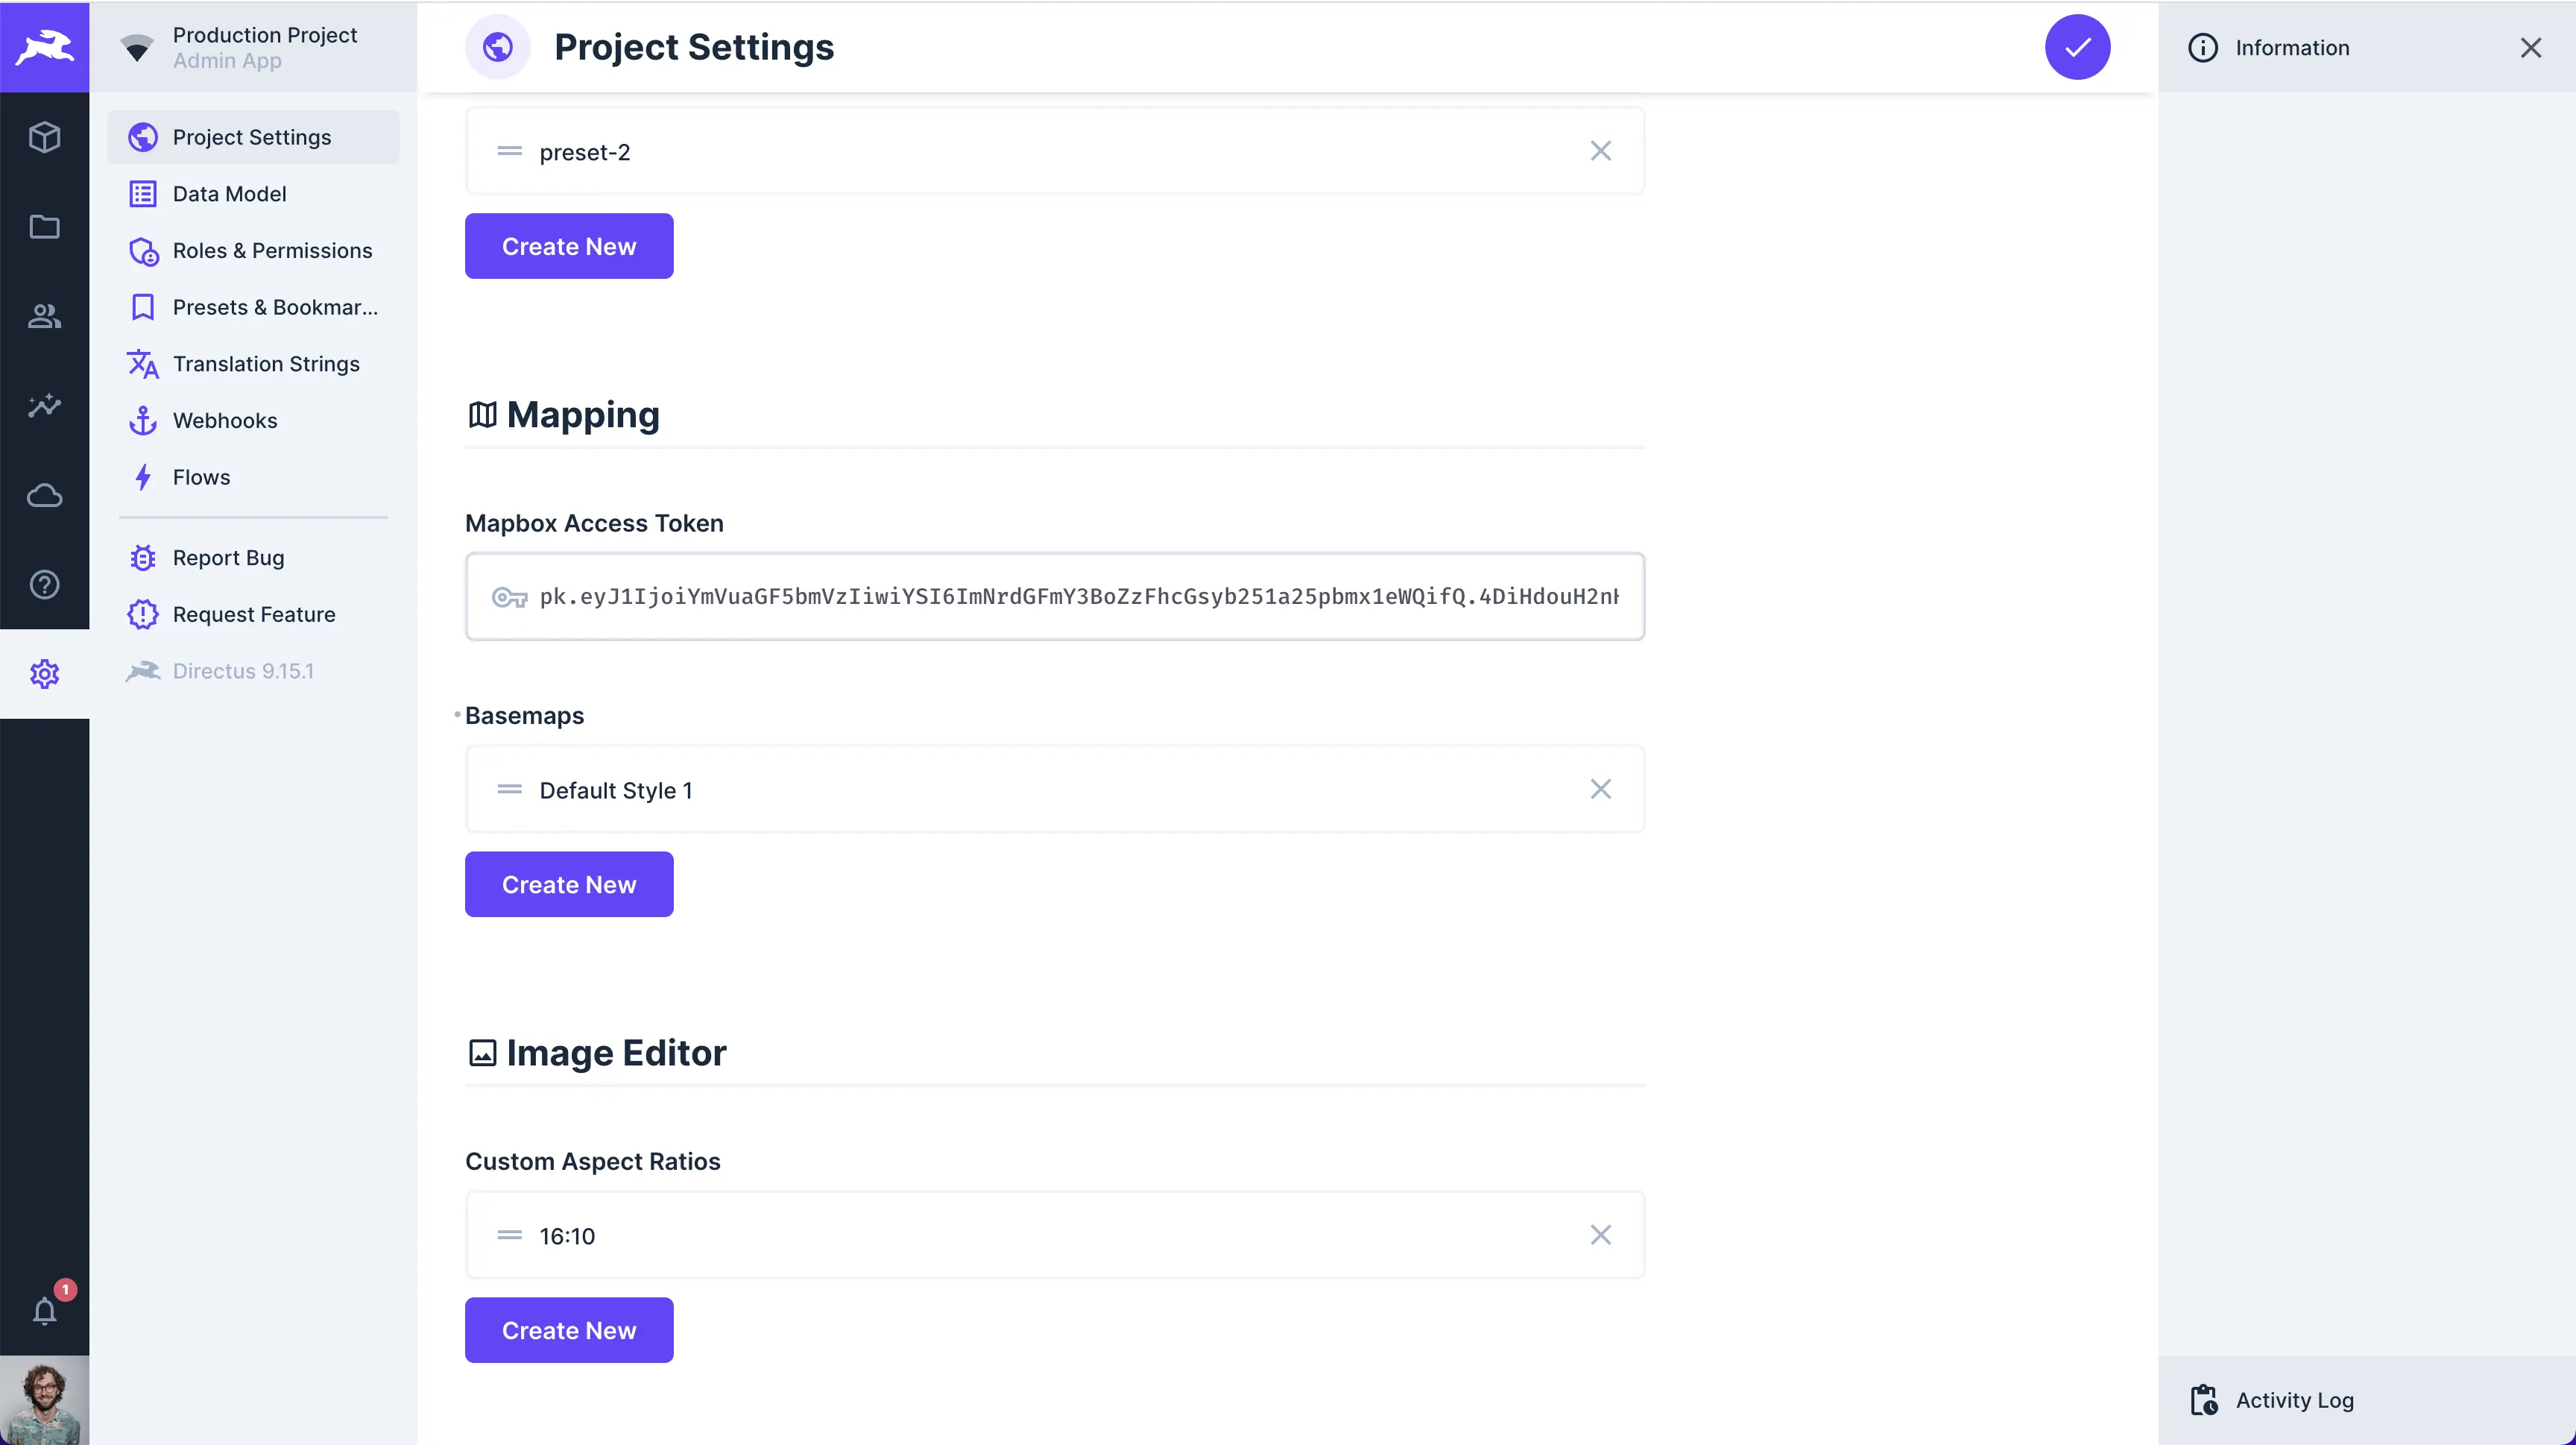 Production Project
Admin App
Project Settings
Data Model
Roles & Permissions
Presets & Bookmar...
Translation Strings
Webhooks
Flows
Report Bug
Request Feature
Directus 9.15.1
1
Project Settings
preset-2
Create New
Mapping
Mapbox Access Token
pk.eyJ1IjoiYmVuaGF5bmVzIiwiYSI6ImNrdGFmY3BoZzFhcGsyb251a25pbmx1eWQifQ.4DiHdouH2n
Basemaps
Default Style 1
Create New
Image Editor
Custom Aspect Ratios
16:10
Create New
Information
Activity Log